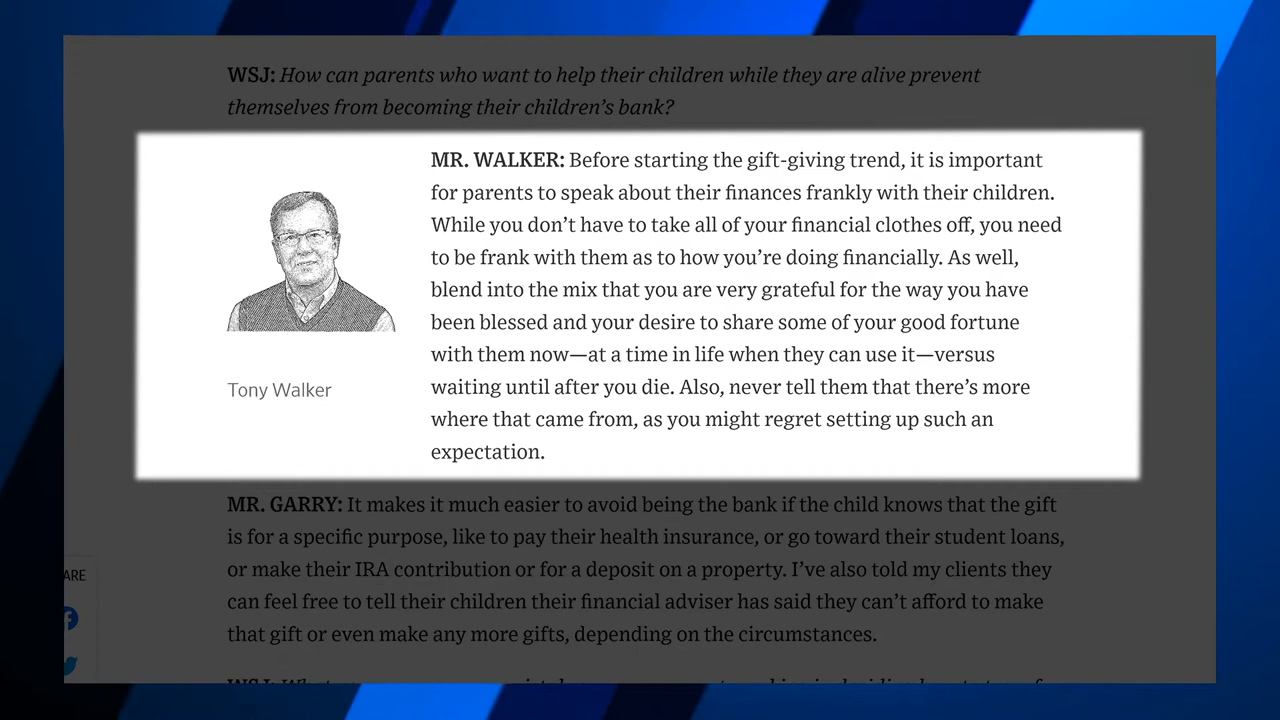 WSJ: How can parents who want to help their children while they are alive prevent
themselves from becoming their children’s bank?
MR. WALKER: Before starting the gift-giving trend, it is important
for parents to speak about their finances frankly with their children.
While you don’t have to take all of your financial clothes off, you need
to be frank with them as to how you’re doing financially. As well,
blend into the mix that you are very grateful for the way you have
been blessed and your desire to share some of your good fortune
with them now—at a time in life when they can use it—versus
waiting until after you die. Also, never tell them that there’s more
where that came from, as you might regret setting up such an
expectation.
Tony Walker
MR. GARRY: It makes it much easier to avoid being the bank if the child knows that the gift
is for a specific purpose, like to pay their health insurance, or go toward their student loans,
or make their IRA contribution or for a deposit on a property. I’ve also told my clients they
can feel free to tell their children their financial adviser has said they can’t afford to make
that gift or even make any more gifts, depending on the circumstances.
ARE